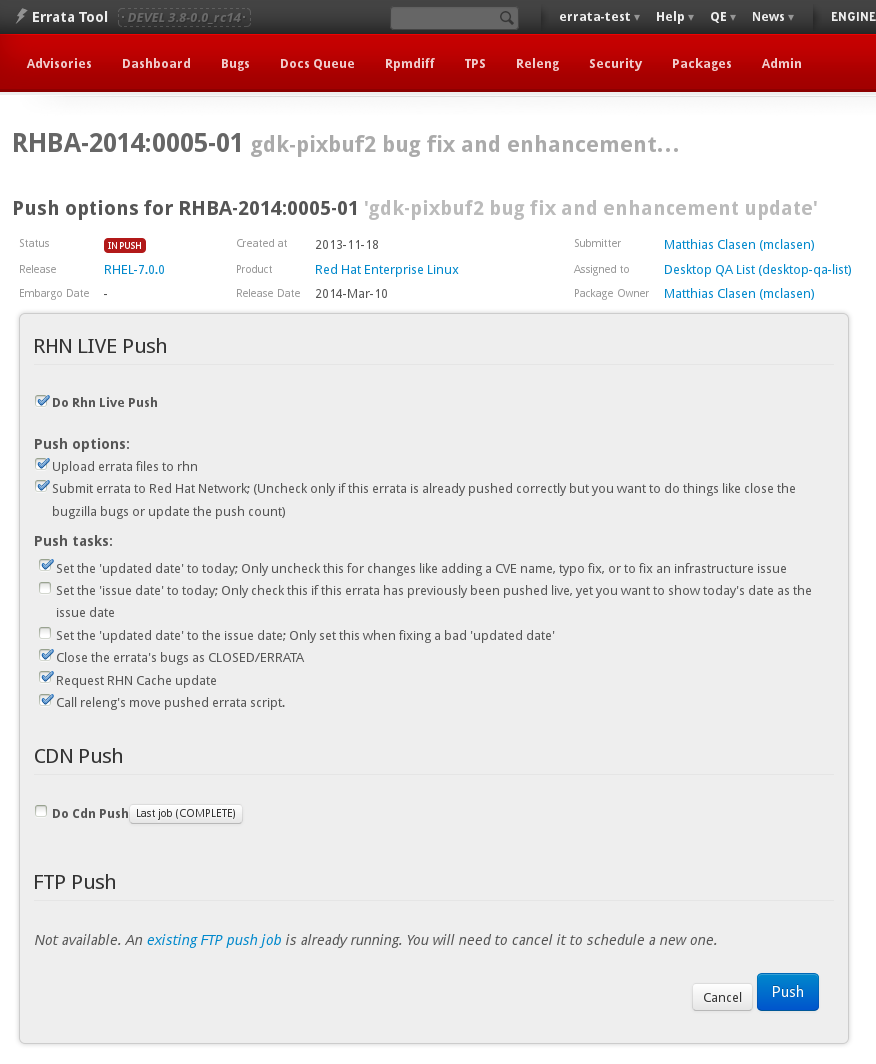 Errata Tool · DEVEL 3.8-0.0_rc14 · errata-test ▾ Help ▾ QE ▾ News ▾ ENGINE
Advisories Dashboard Bugs Docs Queue Rpmdiff TPS Releng Security Packages Admin
RHBA-2014:0005-01 gdk-pixbuf2 bug fix and enhancement…
Push options for RHBA-2014:0005-01 'gdk-pixbuf2 bug fix and enhancement update'
Status IN PUSH Created at 2013-11-18 Submitter Matthias Clasen (mclasen)
Release RHEL-7.0.0 Product Red Hat Enterprise Linux Assigned to Desktop QA List (desktop-qa-list)
Embargo Date - Release Date 2014-Mar-10 Package Owner Matthias Clasen (mclasen)
RHN LIVE Push
Do Rhn Live Push
Push options:
Upload errata files to rhn
Submit errata to Red Hat Network; (Uncheck only if this errata is already pushed correctly but you want to do things like close the
bugzilla bugs or update the push count)
Push tasks:
Set the 'updated date' to today; Only uncheck this for changes like adding a CVE name, typo fix, or to fix an infrastructure issue
Set the 'issue date' to today; Only check this if this errata has previously been pushed live, yet you want to show today's date as the
issue date
Set the 'updated date' to the issue date; Only set this when fixing a bad 'updated date'
Close the errata's bugs as CLOSED/ERRATA
Request RHN Cache update
Call releng's move pushed errata script.
CDN Push
Do Cdn Push Last job (COMPLETE)
FTP Push
Not available. An existing FTP push job is already running. You will need to cancel it to schedule a new one.
Cancel Push